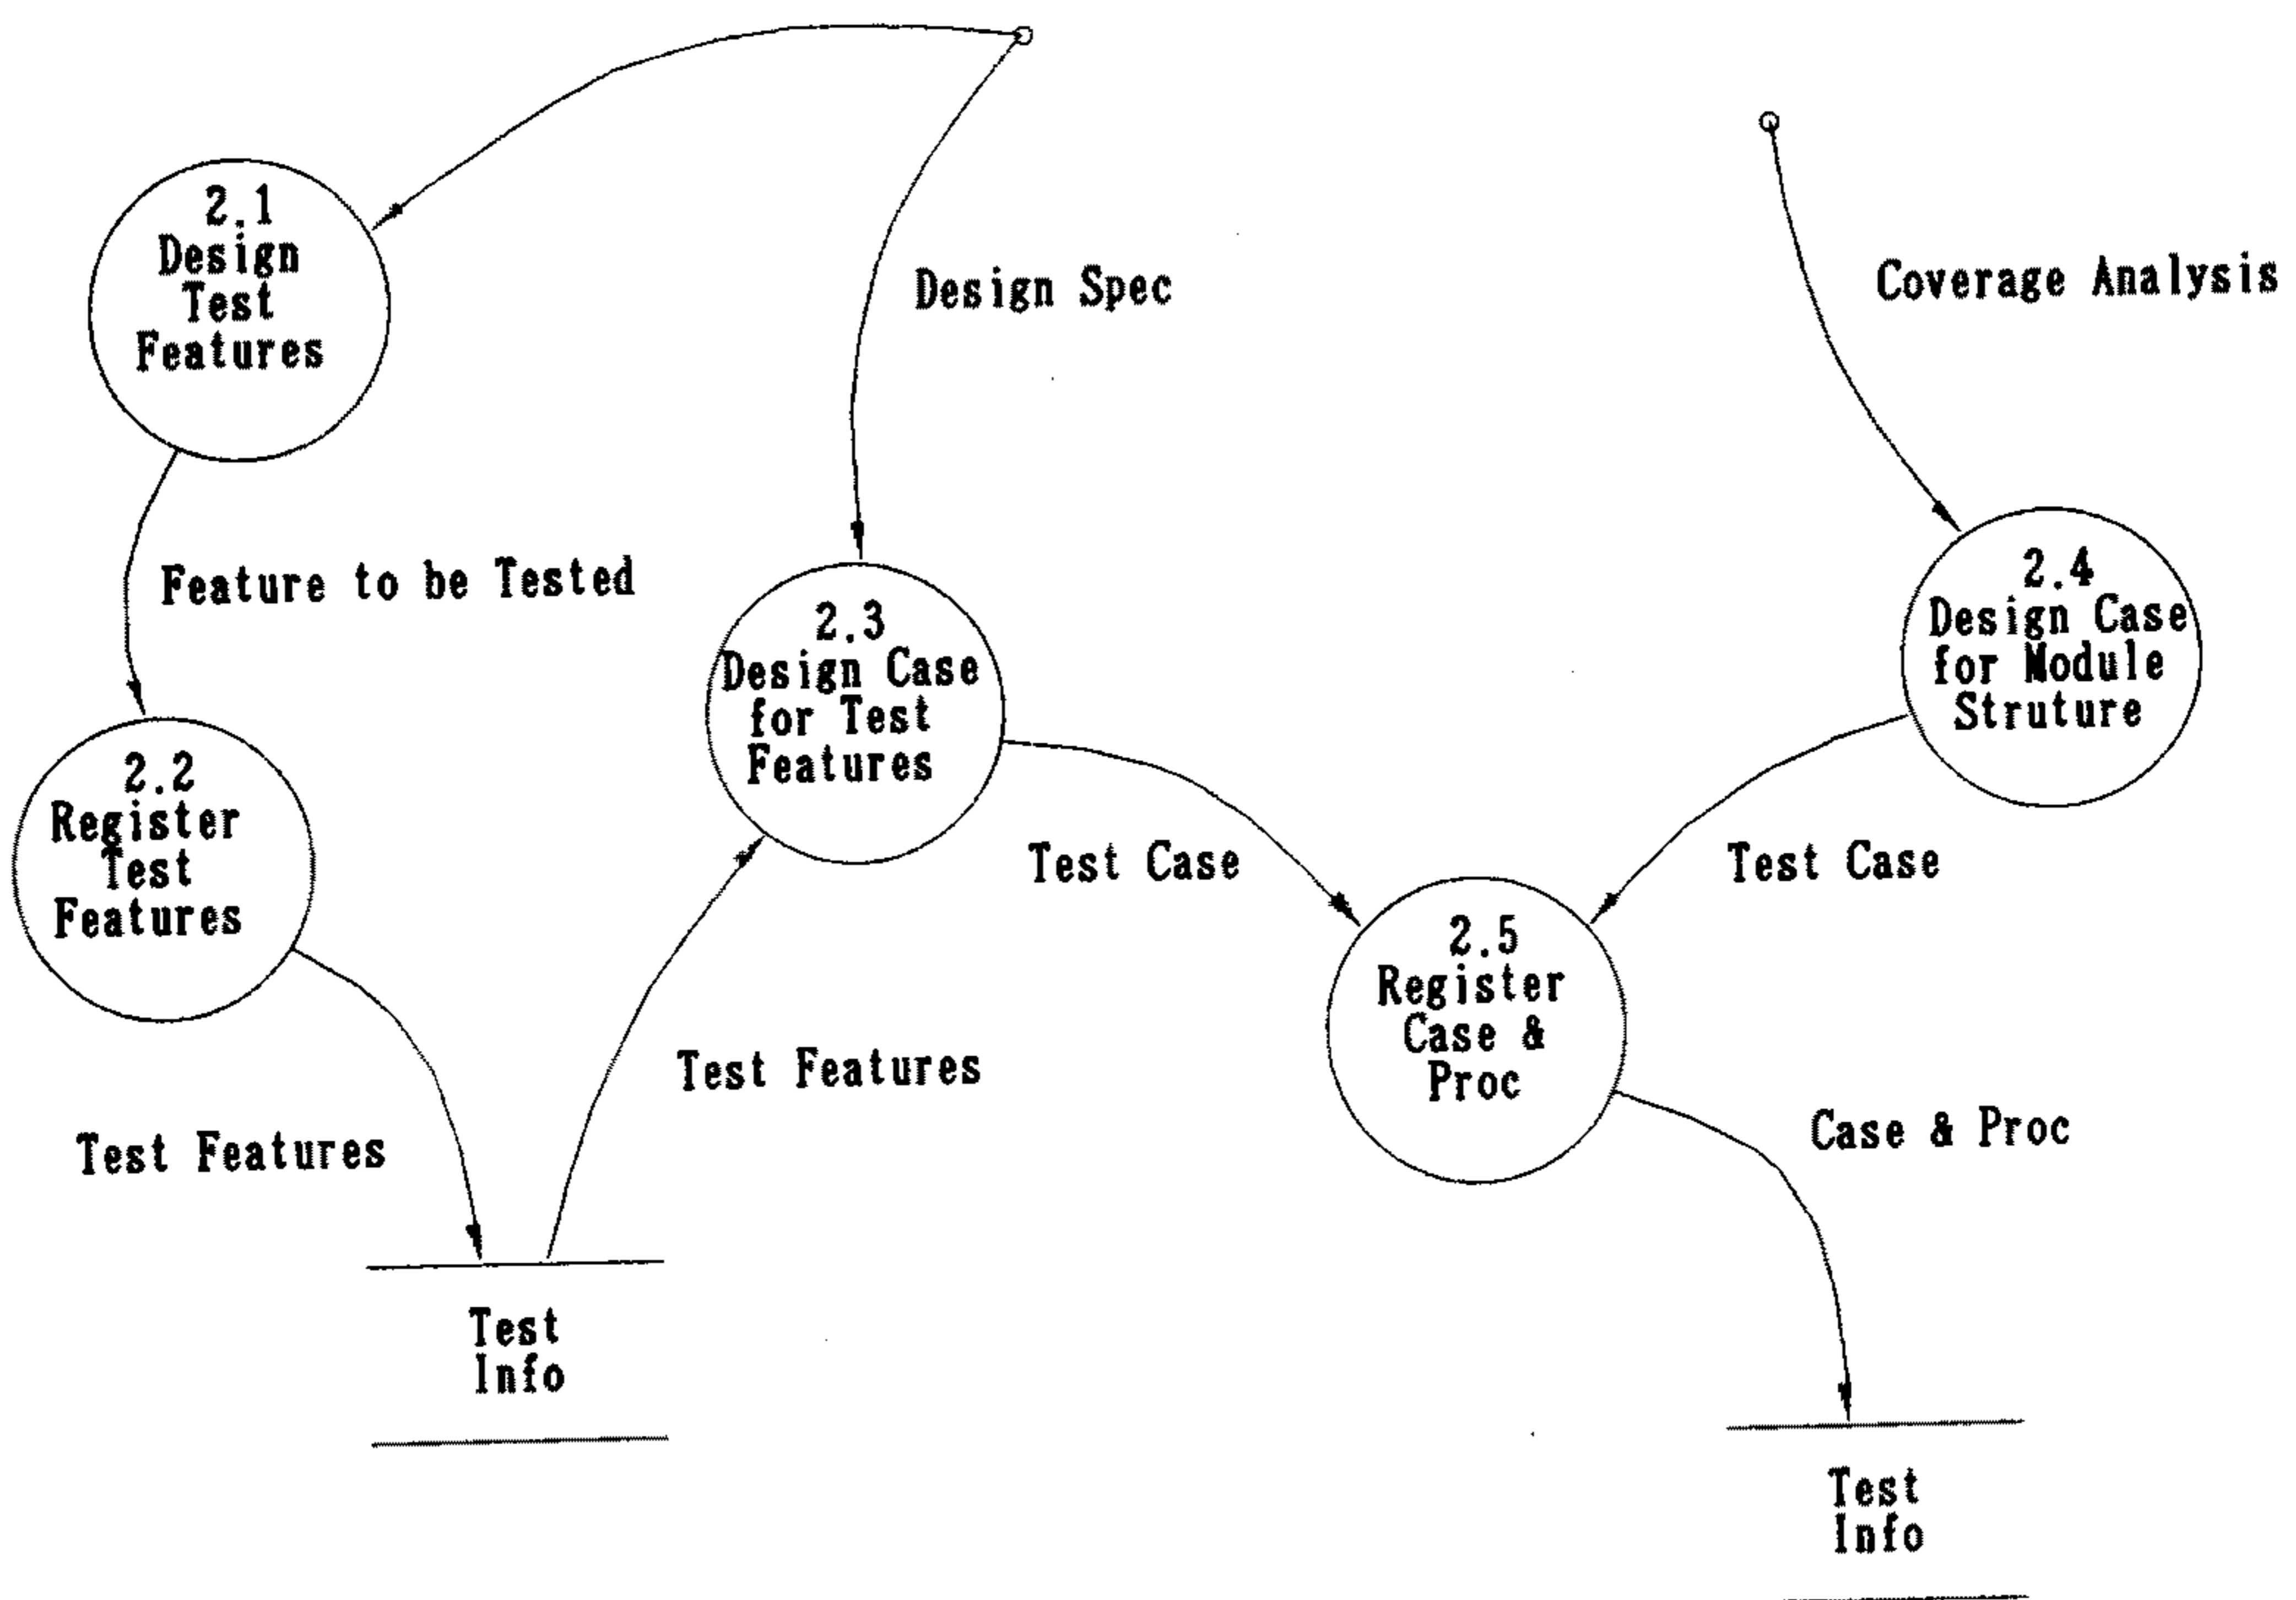 2.1
Design
Test
Features
Design Spec
Coverage Analysis
Feature to be Tested
2.2
Register
Test
Features
2.3
Design Case
for Test
Features
2.4
Design Case
for Module
Struture
Test Case
Test Case
2.5
Register
Case &
Proc
Test Features
Test Features
Case & Proc
Test
Info
Test
Info